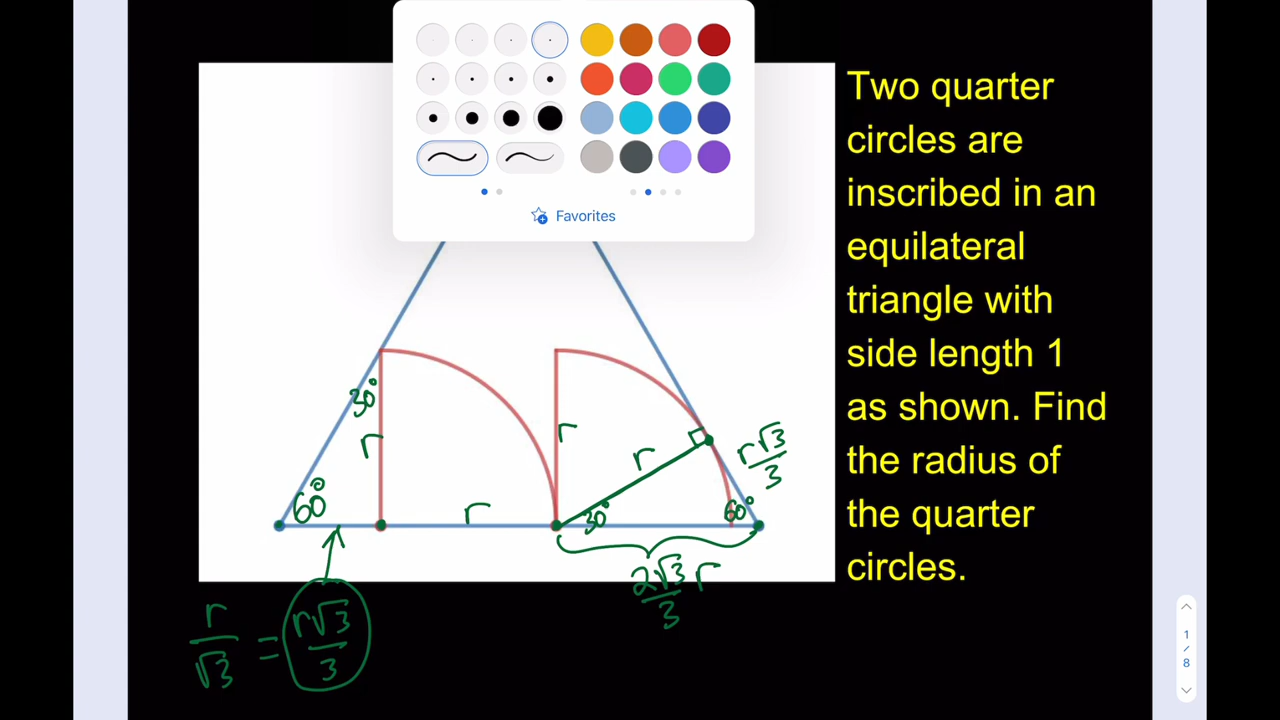 Favorites
Two quarter
circles are
inscribed in an
equilateral
triangle with
side length 1
as shown. Find
the radius of
the quarter
circles.
30°
r
r
r
r√3/3
60°
r
30°
60°
2√3/3 r
r/√3 = r√3/3
1
/
8